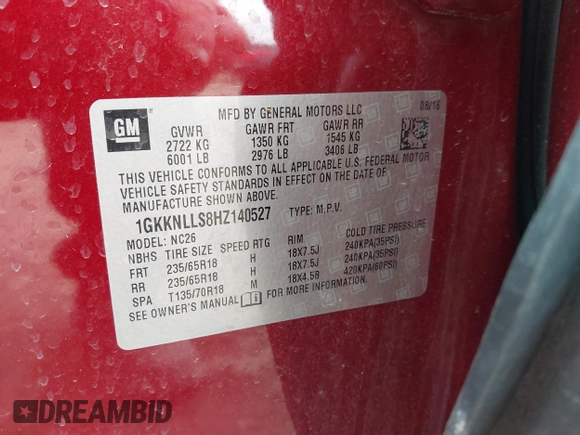 GM
MFD BY GENERAL MOTORS LLC 08/16
GVWR GAWR FRT GAWR RR
2722 KG 1350 KG 1545 KG
6001 LB 2976 LB 3406 LB
THIS VEHICLE CONFORMS TO ALL APPLICABLE U.S. FEDERAL MOTOR
VEHICLE SAFETY STANDARDS IN EFFECT ON THE DATE OF
MANUFACTURE SHOWN ABOVE.
1GKKNLLS8HZ140527 TYPE: M.P.V.
MODEL: NC26
NBHS TIRE SIZE SPEED RTG RIM COLD TIRE PRESSURE
FRT 235/65R18 H 18X7.5J 240KPA(35PSI)
RR 235/65R18 H 18X7.5J 240KPA(35PSI)
SPA T135/70R18 M 18X4.5B 420KPA(60PSI)
SEE OWNER'S MANUAL FOR MORE INFORMATION.
DREAMBID